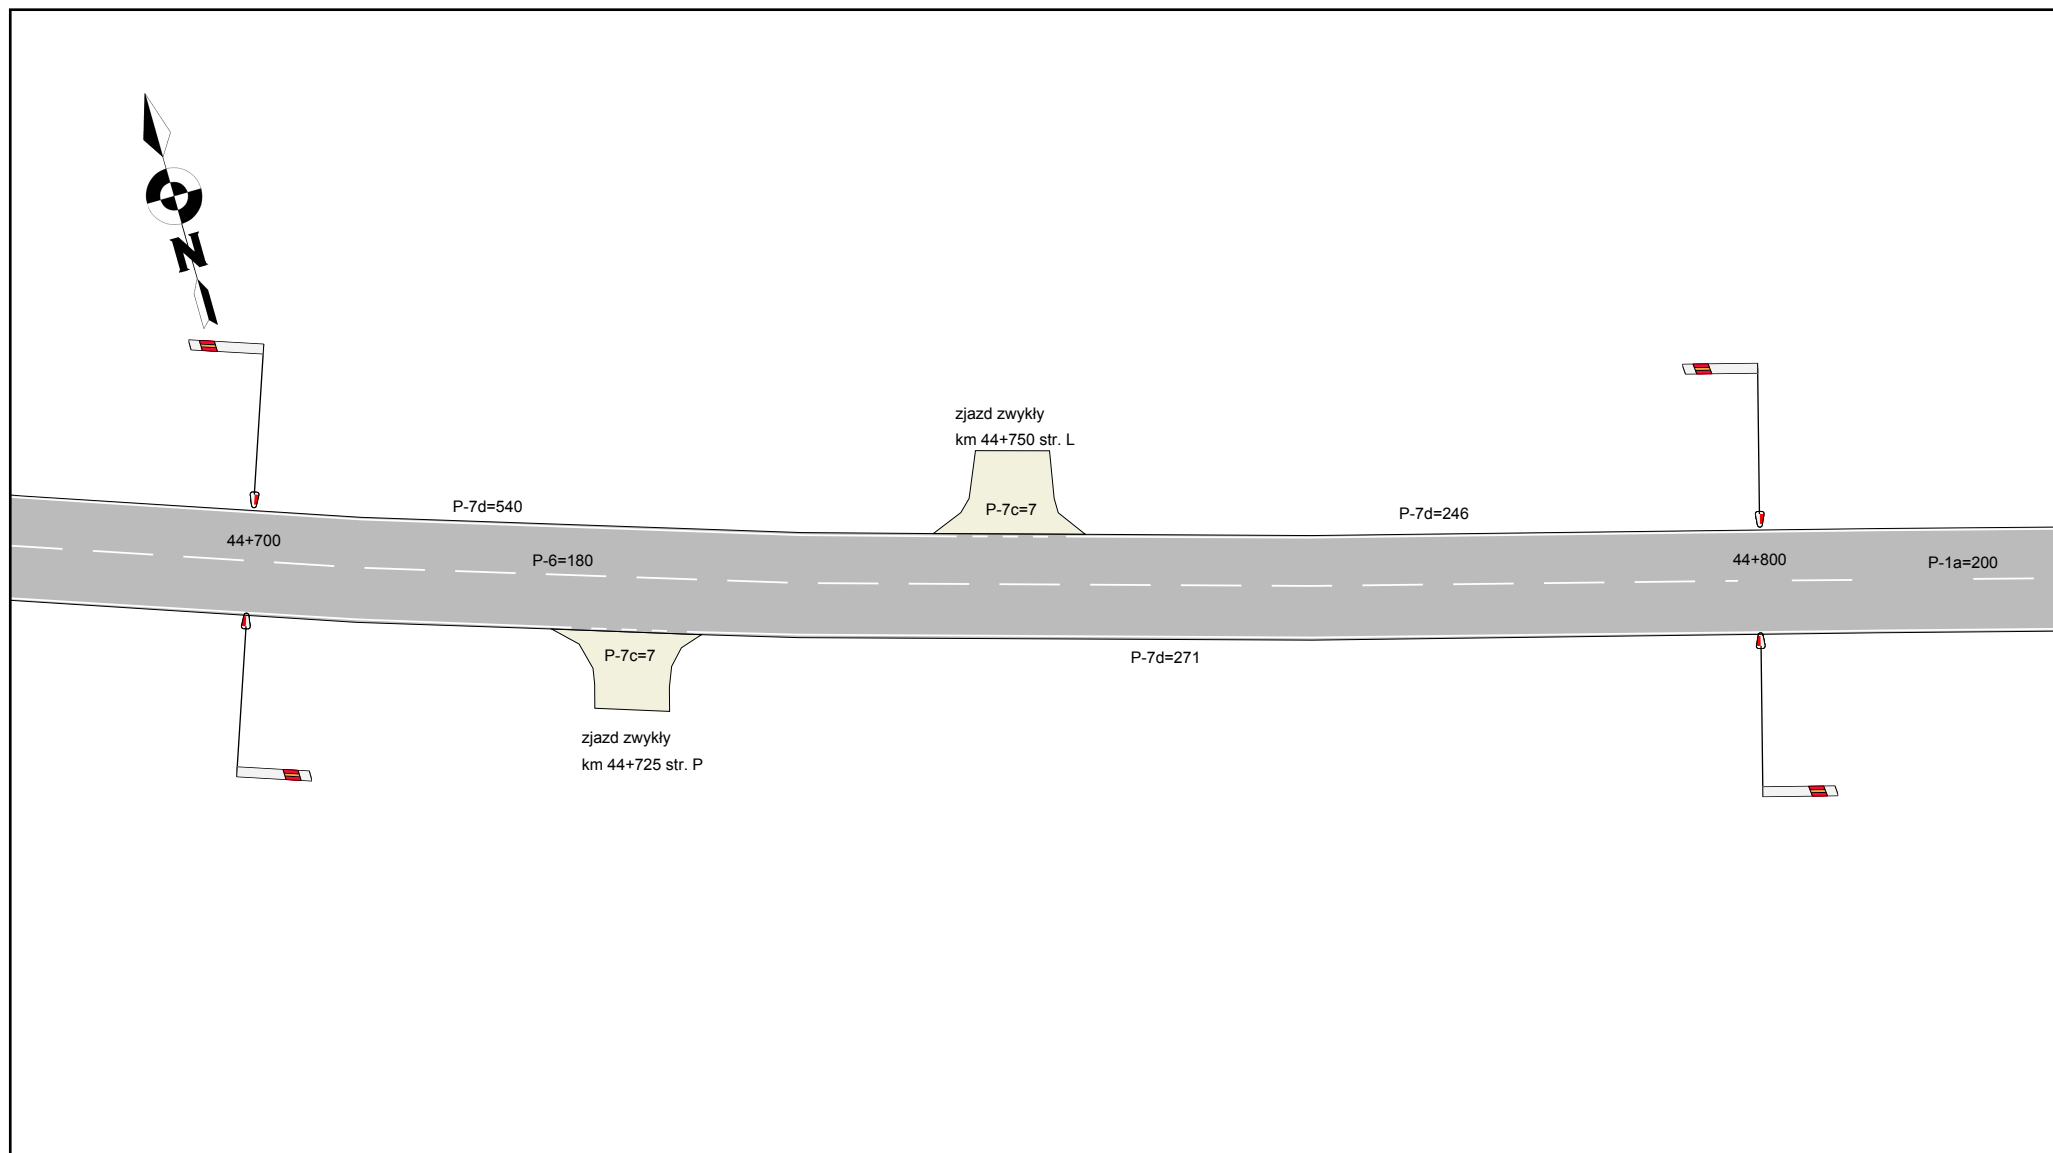 N
zjazd zwykły
km 44+750 str. L
P-7d=540
P-7c=7
P-7d=246
44+700
P-6=180
44+800
P-1a=200
P-7c=7
P-7d=271
zjazd zwykły
km 44+725 str. P